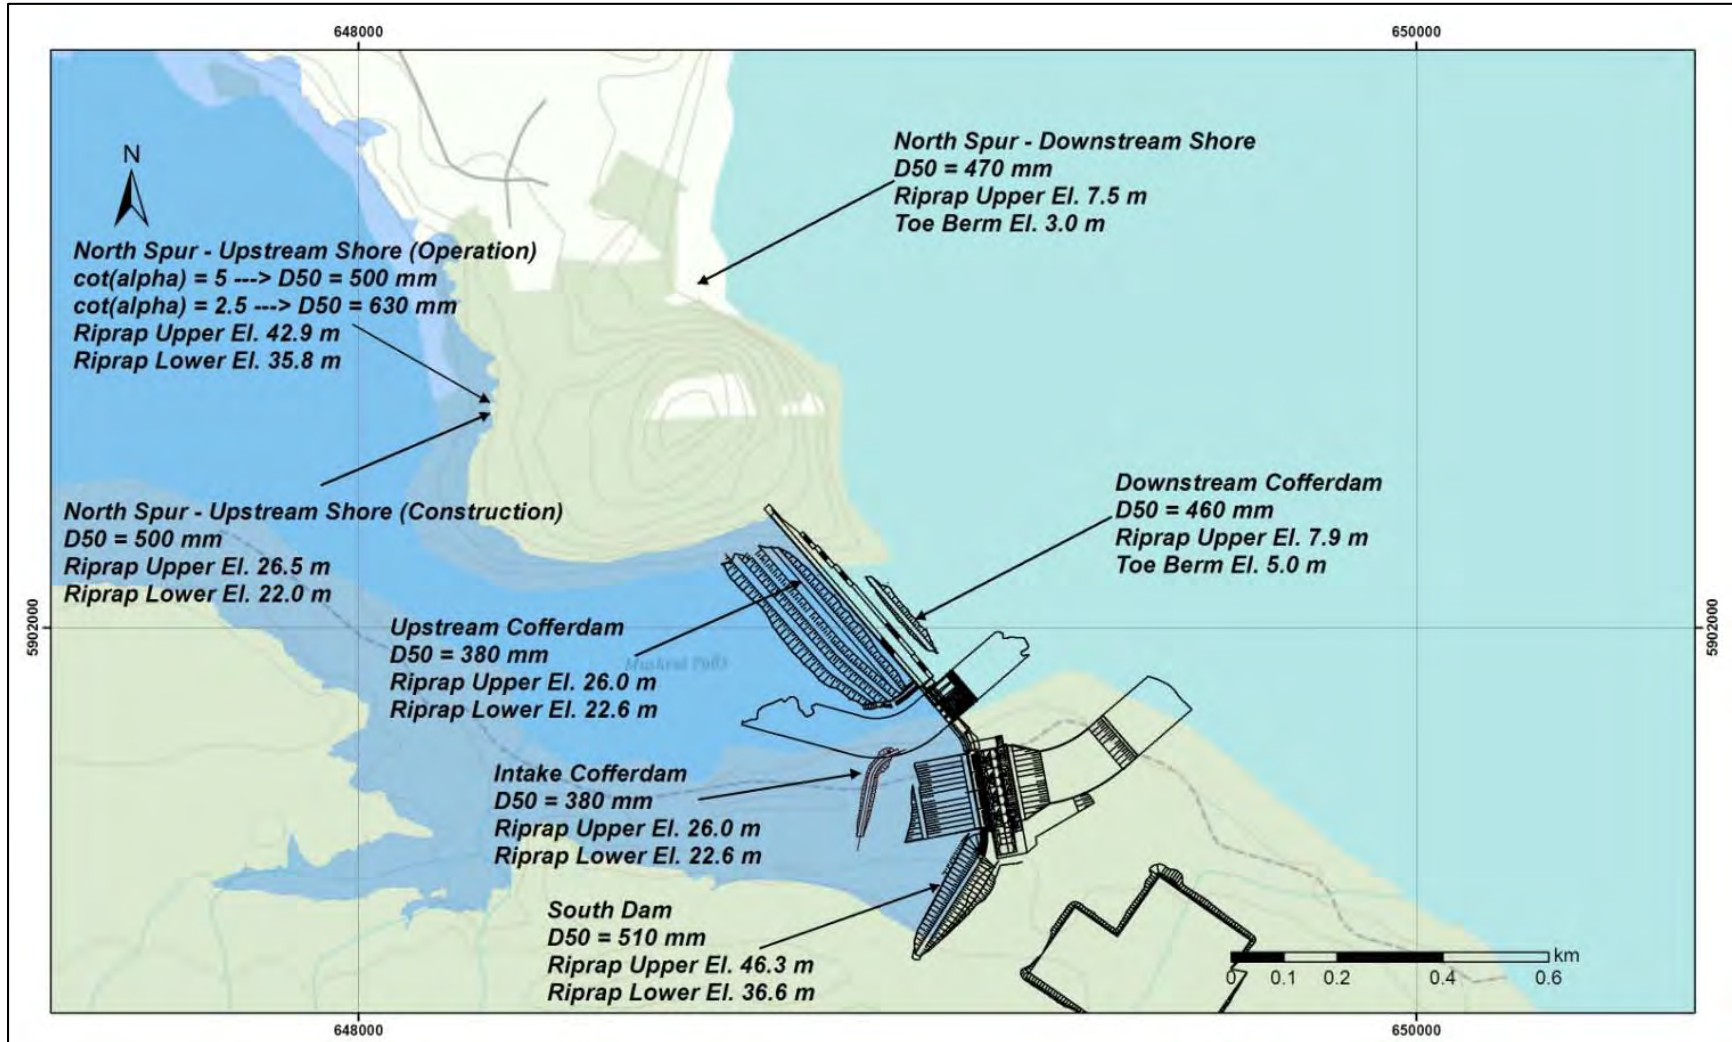 648000
650000
North Spur - Downstream Shore
D50 = 470 mm
Riprap Upper El. 7.5 m
Toe Berm El. 3.0 m
N
North Spur - Upstream Shore (Operation)
cot(alpha) = 5 ---> D50 = 500 mm
cot(alpha) = 2.5 ---> D50 = 630 mm
Riprap Upper El. 42.9 m
Riprap Lower El. 35.8 m
North Spur - Upstream Shore (Construction)
D50 = 500 mm
Riprap Upper El. 26.5 m
Riprap Lower El. 22.0 m
Downstream Cofferdam
D50 = 460 mm
Riprap Upper El. 7.9 m
Toe Berm El. 5.0 m
5902000
5902000
Upstream Cofferdam
D50 = 380 mm
Riprap Upper El. 26.0 m
Riprap Lower El. 22.6 m
Muskrat Falls
Intake Cofferdam
D50 = 380 mm
Riprap Upper El. 26.0 m
Riprap Lower El. 22.6 m
South Dam
D50 = 510 mm
Riprap Upper El. 46.3 m
Riprap Lower El. 36.6 m
km
0 0.1 0.2 0.4 0.6
648000
650000